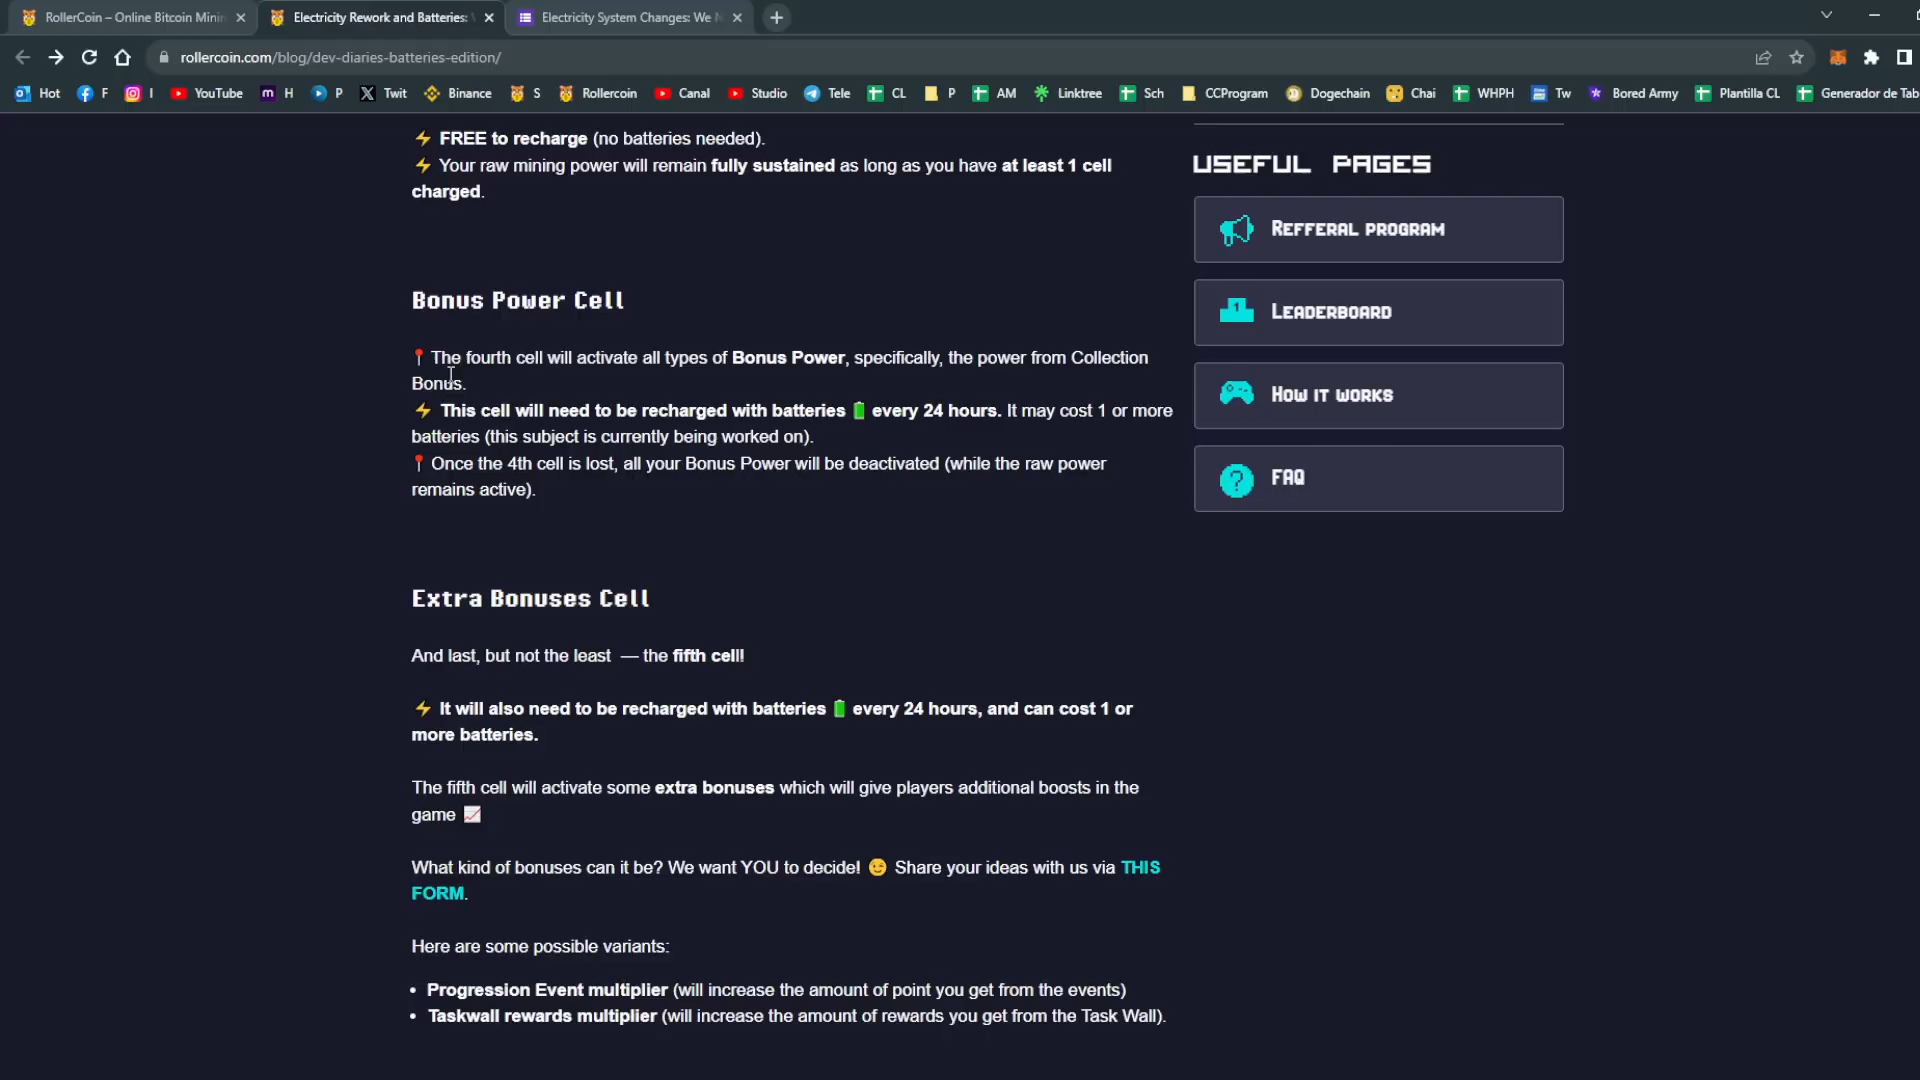 RollerCoin – Online Bitcoin Mini
Electricity Rework and Batteries:
Electricity System Changes: We N
rollercoin.com/blog/dev-diaries-batteries-edition/
Hot F I YouTube H P Twit Binance S Rollercoin Canal Studio Tele CL P AM Linktree Sch CCProgram Dogechain Chai WHPH Tw Bored Army Plantilla CL Generador de Tab
⚡ FREE to recharge (no batteries needed).
⚡ Your raw mining power will remain fully sustained as long as you have at least 1 cell
charged.
Bonus Power Cell
📍The fourth cell will activate all types of Bonus Power, specifically, the power from Collection
Bonus.
⚡ This cell will need to be recharged with batteries 🔋 every 24 hours. It may cost 1 or more
batteries (this subject is currently being worked on).
📍Once the 4th cell is lost, all your Bonus Power will be deactivated (while the raw power
remains active).
Extra Bonuses Cell
And last, but not the least — the fifth cell!
⚡ It will also need to be recharged with batteries 🔋 every 24 hours, and can cost 1 or
more batteries.
The fifth cell will activate some extra bonuses which will give players additional boosts in the
game 📈
What kind of bonuses can it be? We want YOU to decide! 😉 Share your ideas with us via THIS
FORM.
Here are some possible variants:
• Progression Event multiplier (will increase the amount of point you get from the events)
• Taskwall rewards multiplier (will increase the amount of rewards you get from the Task Wall).
USEFUL PAGES
REFFERAL PROGRAM
1
LEADERBOARD
HOW IT WORKS
?
FAQ